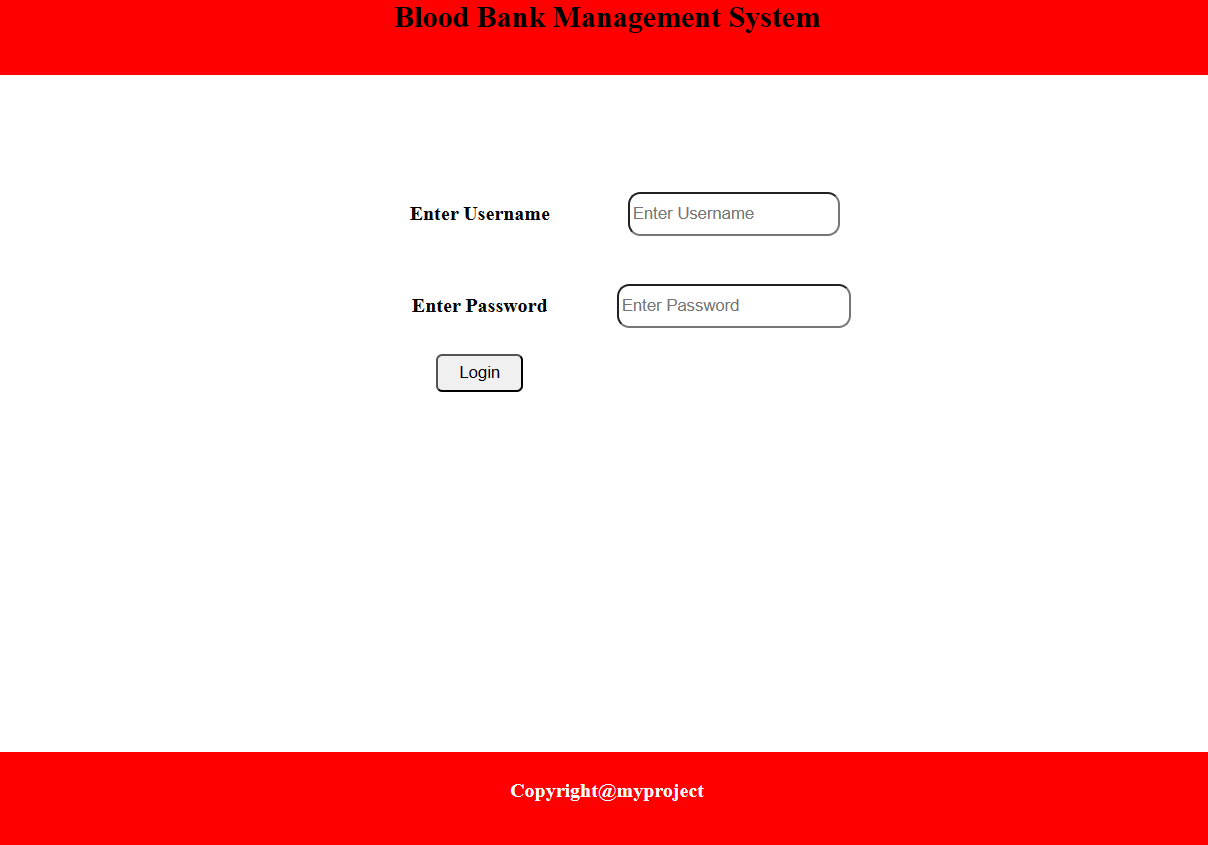 Blood Bank Management System
Enter Username Enter Username
Enter Password Enter Password
Login
Copyright@myproject